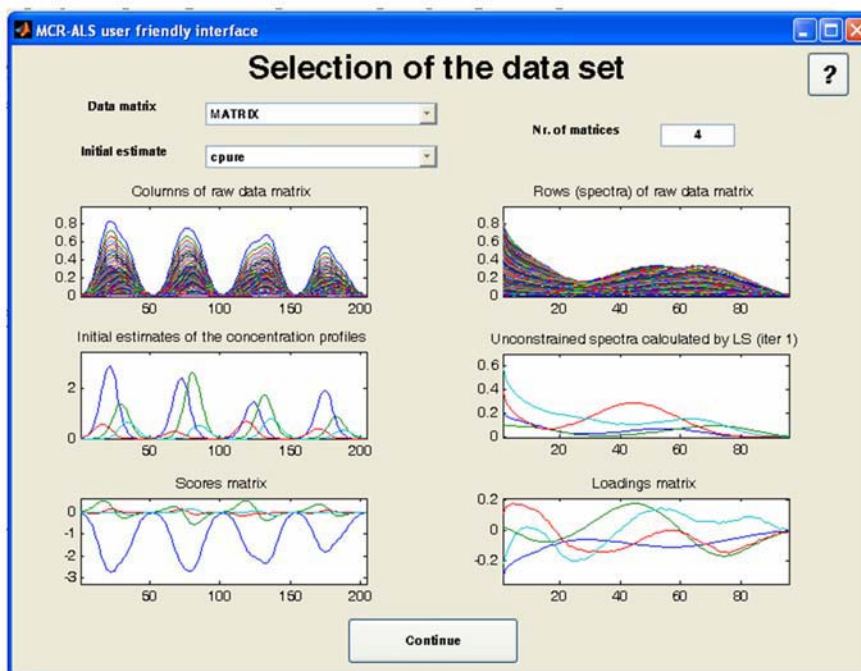 MCR-ALS user friendly interface
Selection of the data set
?
Data matrix
MATRIX
Nr. of matrices
4
Initial estimate
cpure
Columns of raw data matrix
0.8
0.6
0.4
0.2
0
50 100 150 200
Rows (spectra) of raw data matrix
0.8
0.6
0.4
0.2
0
20 40 60 80
Initial estimates of the concentration profiles
2
0
50 100 150 200
Unconstrained spectra calculated by LS (iter 1)
0.6
0.4
0.2
0
20 40 60 80
Scores matrix
0
-1
-2
-3
50 100 150 200
Loadings matrix
0.2
0
-0.2
20 40 60 80
Continue